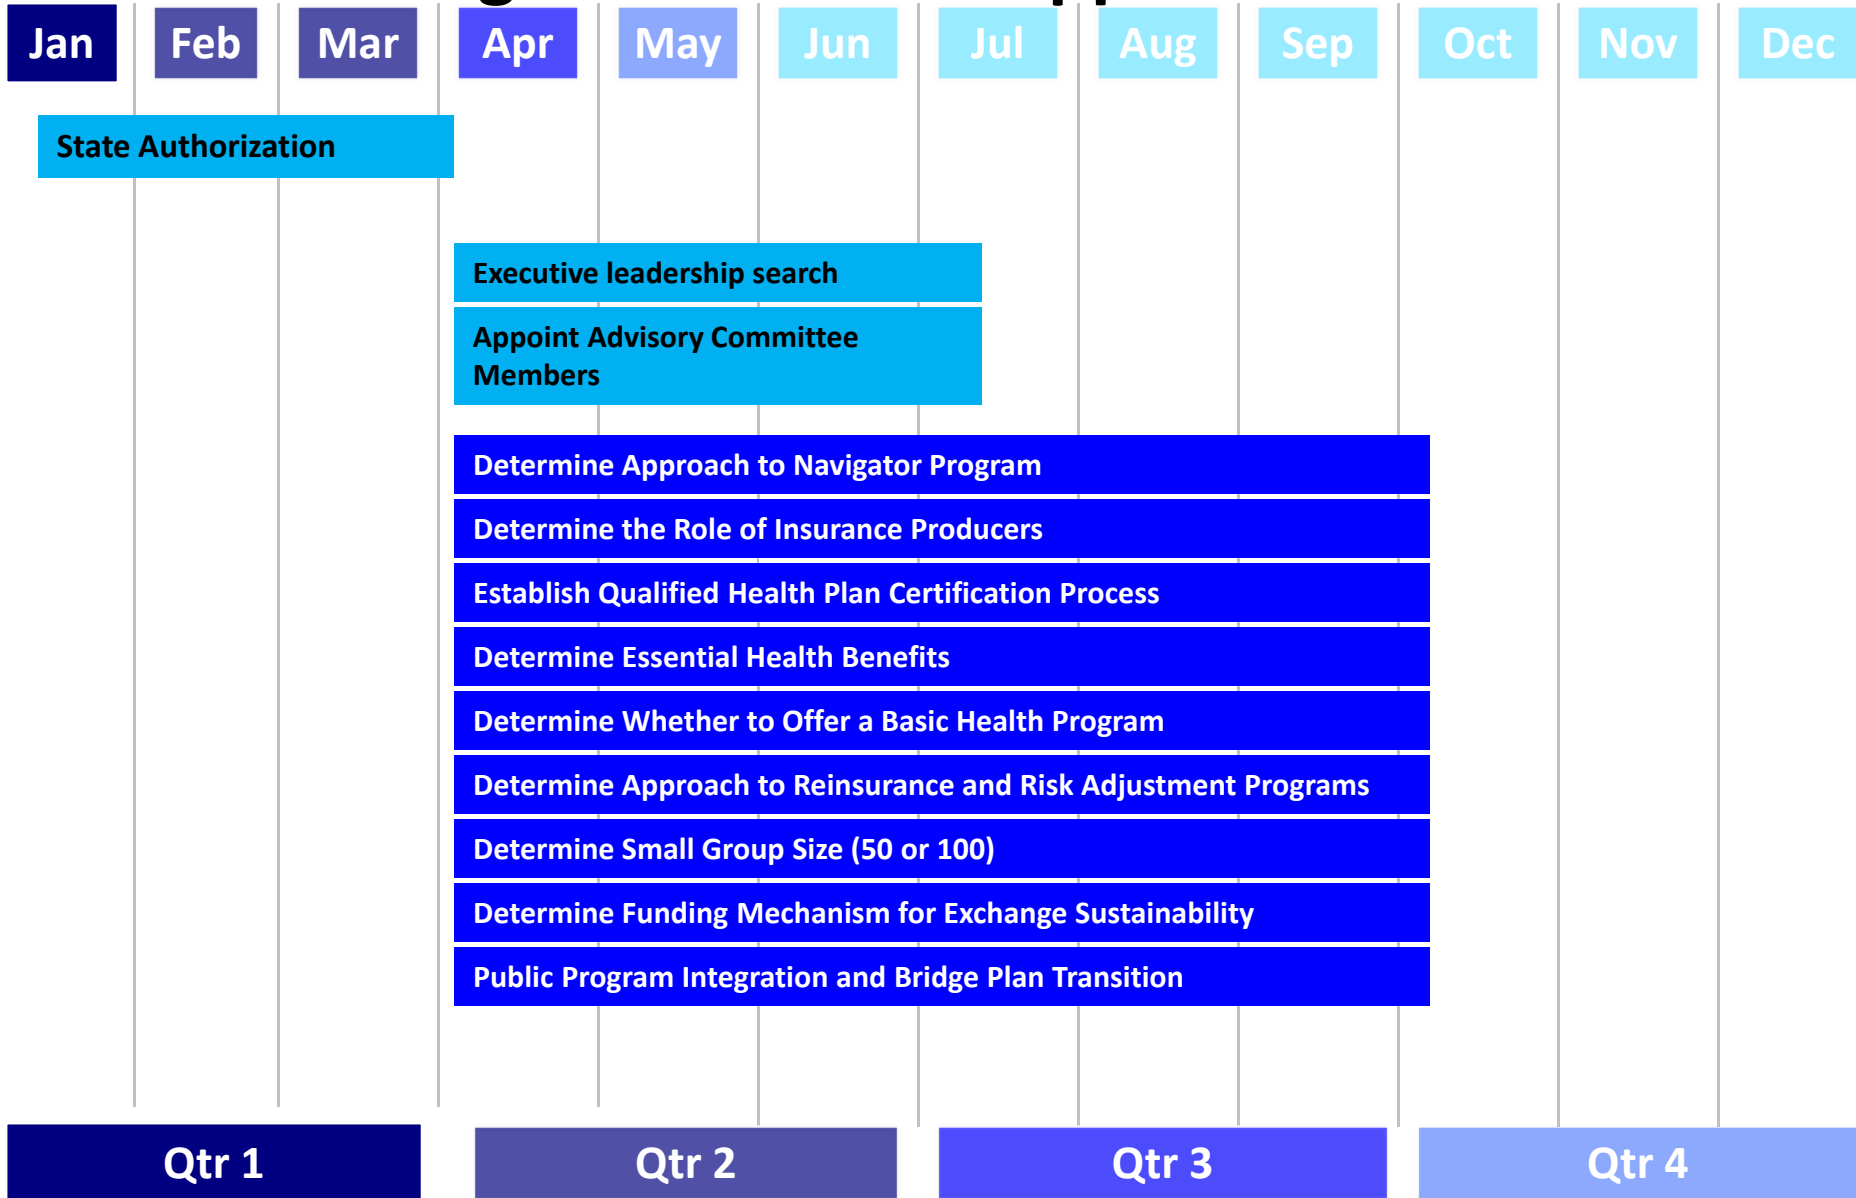 Jan Feb Mar Apr May Jun Jul Aug Sep Oct Nov Dec
State Authorization
Executive leadership search
Appoint Advisory Committee
Members
Determine Approach to Navigator Program
Determine the Role of Insurance Producers
Establish Qualified Health Plan Certification Process
Determine Essential Health Benefits
Determine Whether to Offer a Basic Health Program
Determine Approach to Reinsurance and Risk Adjustment Programs
Determine Small Group Size (50 or 100)
Determine Funding Mechanism for Exchange Sustainability
Public Program Integration and Bridge Plan Transition
Qtr 1 Qtr 2 Qtr 3 Qtr 4